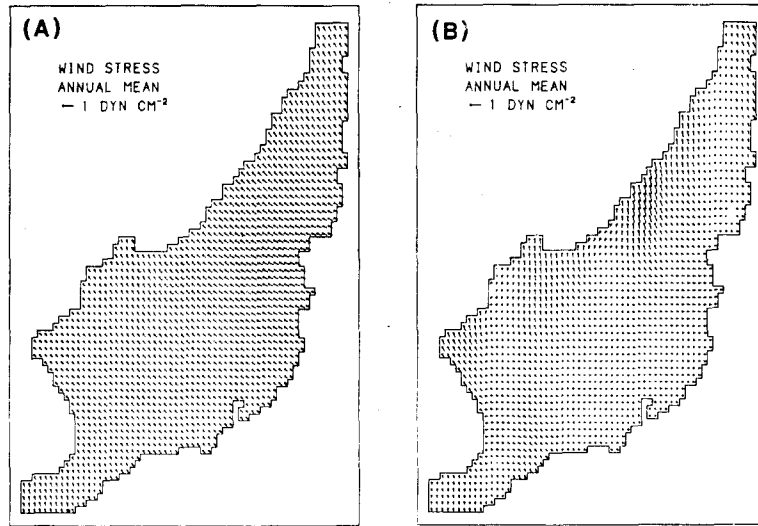 (A)
WIND STRESS
ANNUAL MEAN
← 1 DYN CM⁻²
(B)
WIND STRESS
ANNUAL MEAN
← 1 DYN CM⁻²